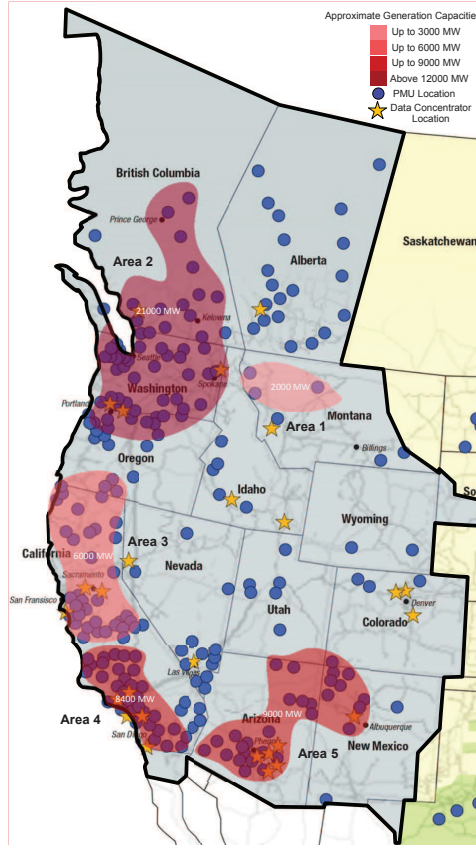 Approximate Generation Capacities
Up to 3000 MW
Up to 6000 MW
Up to 9000 MW
Above 12000 MW
PMU Location
Data Concentrator
Location
British Columbia
Prince George
Saskatchewan
Area 2
Alberta
21000 MW
Kelowna
Seattle
Spokane
Washington
2000 MW
Portland
Montana
Area 1
Billings
Oregon
Idaho
Wyoming
California
6000 MW
Area 3
Nevada
Sacramento
San Fransisco
Utah
Denver
Colorado
Las Vegas
8400 MW
Area 4
9000 MW
Arizona
San Diego
Phoenix
Albuquerque
New Mexico
Area 5